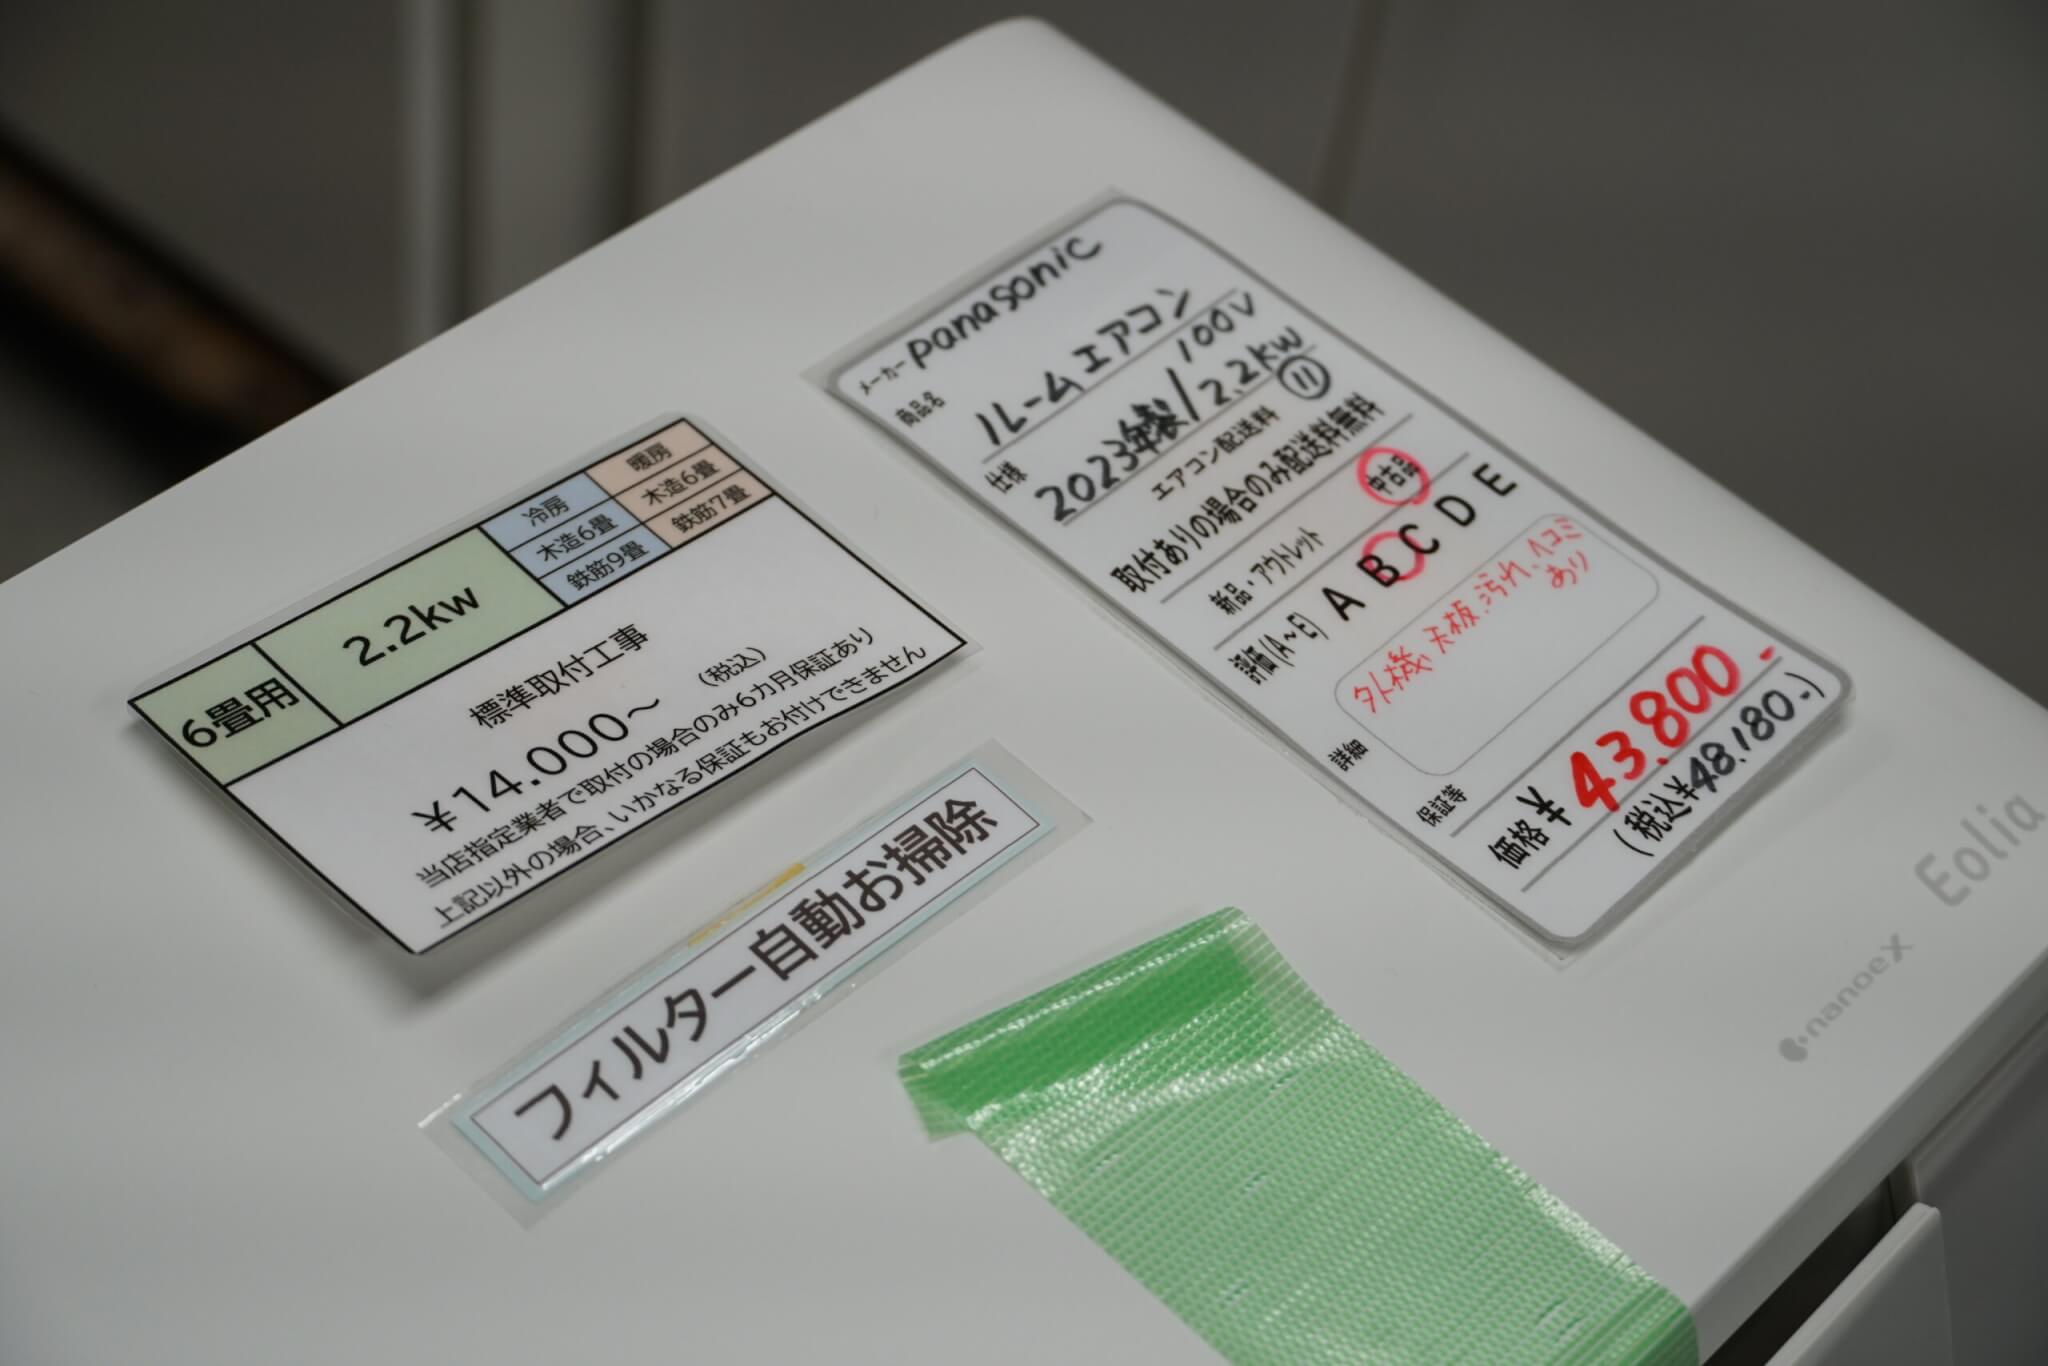 6畳用
2.2kw
冷房
木造6畳
鉄筋9畳
暖房
木造6畳
鉄筋7畳
標準取付工事
￥14.000～ (税込)
当店指定業者で取付の場合のみ6カ月保証あり
上記以外の場合、いかなる保証もお付けできません
フィルター自動お掃除
メーカー Panasonic
商品名 ルームエアコン
仕様 2023年製/100V
2.2kw
⑪
エアコン配送料
取付ありの場合のみ配送料無料
新品・アウトレット 中古品
評価(A～E) A B C D E
詳細 外機、天板、汚れ、ヘコミ
あり
保証等
価格 ¥43,800.-
(税込¥48,180.-)
Eolia
nanoeX